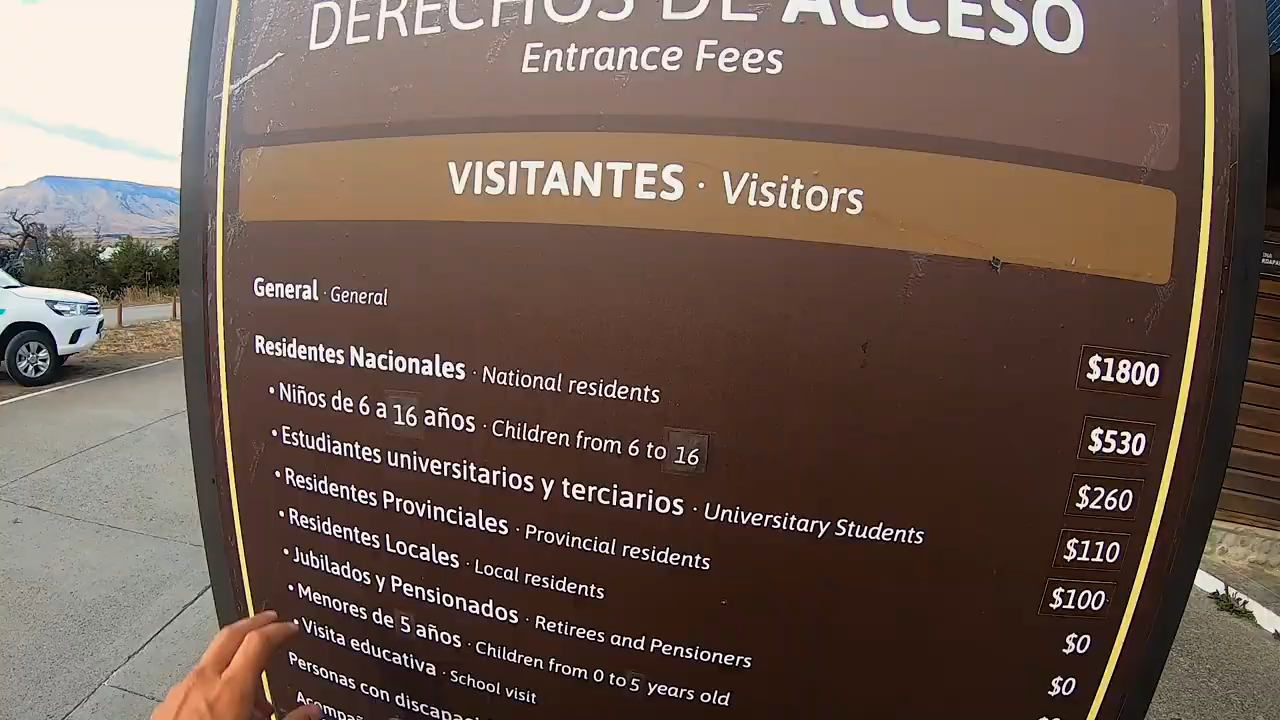 DERECHOS DE ACCESO
Entrance Fees
VISITANTES · Visitors
General · General
$1800
Residentes Nacionales · National residents
$530
• Niños de 6 a 16 años · Children from 6 to 16
$260
• Estudiantes universitarios y terciarios · Universitary Students
$110
• Residentes Provinciales · Provincial residents
$100
• Residentes Locales · Local residents
$0
• Jubilados y Pensionados · Retirees and Pensioners
$0
• Menores de 5 años · Children from 0 to 5 years old
• Visita educativa · School visit
Personas con